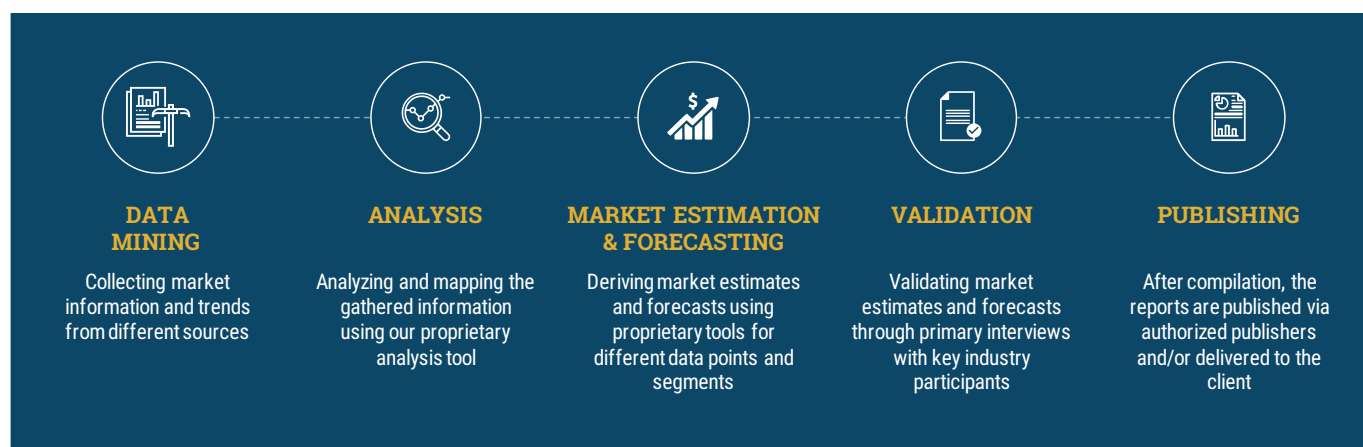 $
DATA
MINING
Collecting market
information and trends
from different sources
ANALYSIS
Analyzing and mapping the
gathered information
using our proprietary
analysis tool
MARKET ESTIMATION
& FORECASTING
Deriving market estimates
and forecasts using
proprietary tools for
different data points and
segments
VALIDATION
Validating market
estimates and forecasts
through primary interviews
with key industry
participants
PUBLISHING
After compilation, the
reports are published via
authorized publishers
and/or delivered to the
client